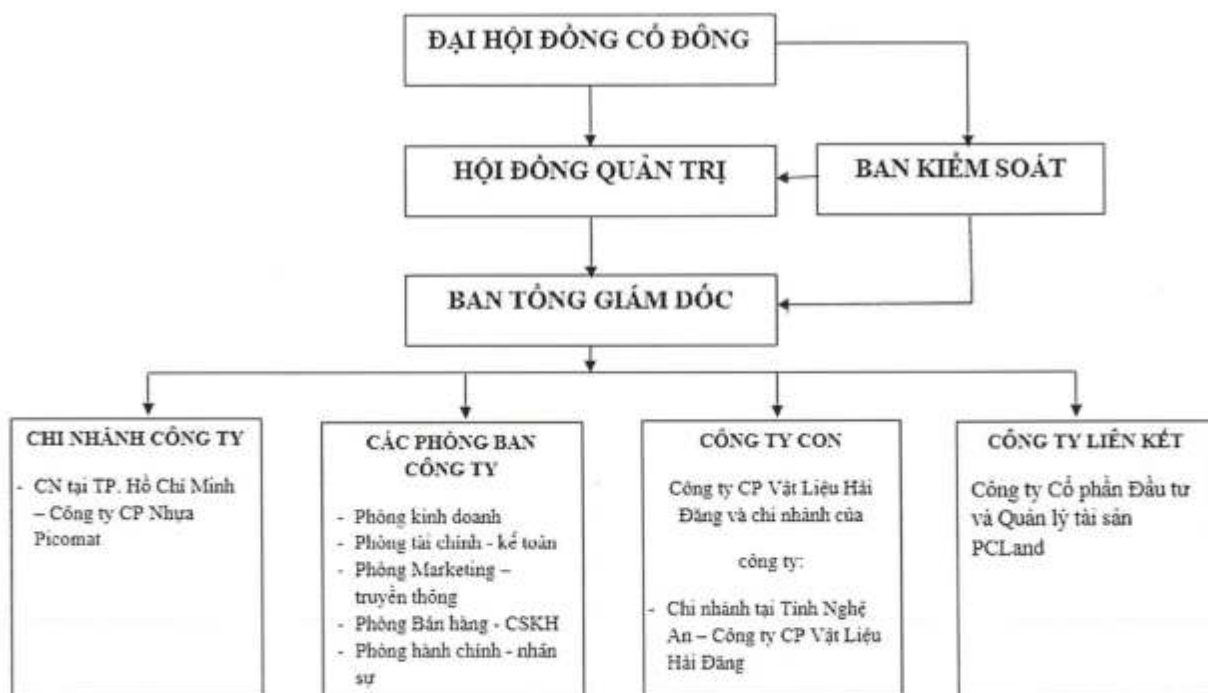 ĐẠI HỘI ĐỒNG CỔ ĐÔNG
HỘI ĐỒNG QUẢN TRỊ
BAN KIỂM SOÁT
BAN TỔNG GIÁM DỐC
CHI NHÁNH CÔNG TY
- CN tại TP. Hồ Chí Minh
– Công ty CP Nhựa
Picomat
CÁC PHÒNG BAN
CÔNG TY
- Phòng kinh doanh
- Phòng tài chính - kế toán
- Phòng Marketing –
truyền thông
- Phòng Bán hàng - CSKH
- Phòng hành chính - nhân
sự
CÔNG TY CON
Công ty CP Vật Liệu Hải
Đăng và chi nhánh của
công ty:
- Chi nhánh tại Tỉnh Nghệ
An – Công ty CP Vật Liệu
Hải Đăng
CÔNG TY LIÊN KẾT
Công ty Cổ phần Đầu tư
và Quản lý tài sản
PCLand